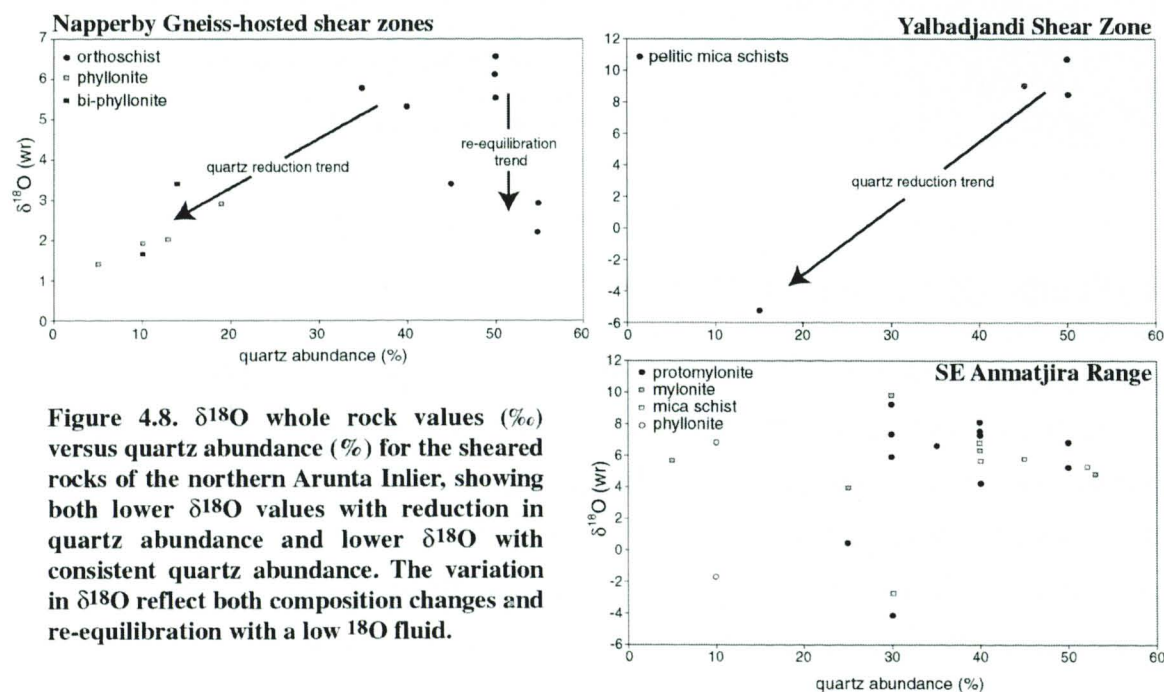 Napperby Gneiss-hosted shear zones
7
6
5
4
3
2
1
0
δ¹⁸O (wr)
orthoschist
phyllonite
bi-phyllonite
quartz reduction trend
re-equilibration
trend
0 10 20 30 40 50 60
quartz abundance (%)
Yalbadjandi Shear Zone
12
10
8
6
4
2
0
-2
-4
-6
pelitic mica schists
quartz reduction trend
0 10 20 30 40 50 60
SE Anmatjira Range
12
10
8
6
4
2
0
-2
-4
-6
δ¹⁸O (wr)
protomylonite
mylonite
mica schist
phyllonite
0 10 20 30 40 50 60
quartz abundance (%)
Figure 4.8. δ¹⁸O whole rock values (‰)
versus quartz abundance (%) for the sheared
rocks of the northern Arunta Inlier, showing
both lower δ¹⁸O values with reduction in
quartz abundance and lower δ¹⁸O with
consistent quartz abundance. The variation
in δ¹⁸O reflect both composition changes and
re-equilibration with a low ¹⁸O fluid.